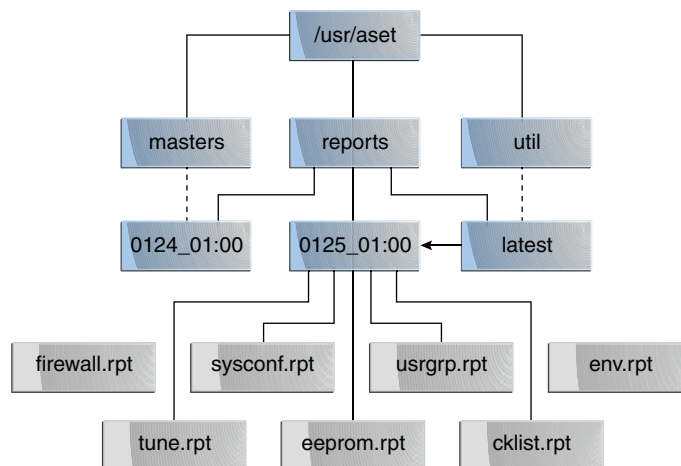 /usr/aset
masters
reports
util
0124_01:00
0125_01:00
latest
firewall.rpt
sysconf.rpt
usrgrp.rpt
env.rpt
tune.rpt
eeprom.rpt
cklist.rpt